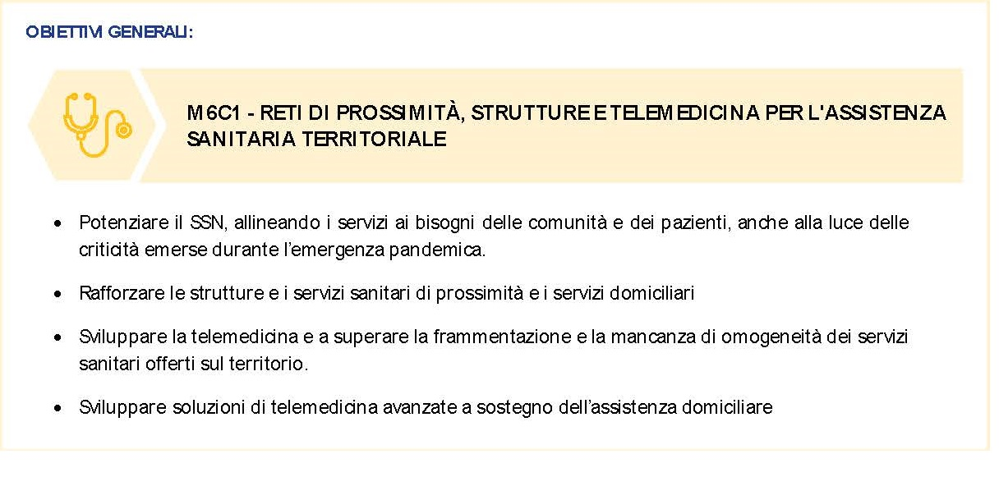 OBIETTIVI GENERALI:
M6C1 - RETI DI PROSSIMITÀ, STRUTTURE E TELEMEDICINA PER L'ASSISTENZA
SANITARIA TERRITORIALE
• Potenziare il SSN, allineando i servizi ai bisogni delle comunità e dei pazienti, anche alla luce delle
criticità emerse durante l’emergenza pandemica.
• Rafforzare le strutture e i servizi sanitari di prossimità e i servizi domiciliari
• Sviluppare la telemedicina e a superare la frammentazione e la mancanza di omogeneità dei servizi
sanitari offerti sul territorio.
• Sviluppare soluzioni di telemedicina avanzate a sostegno dell’assistenza domiciliare